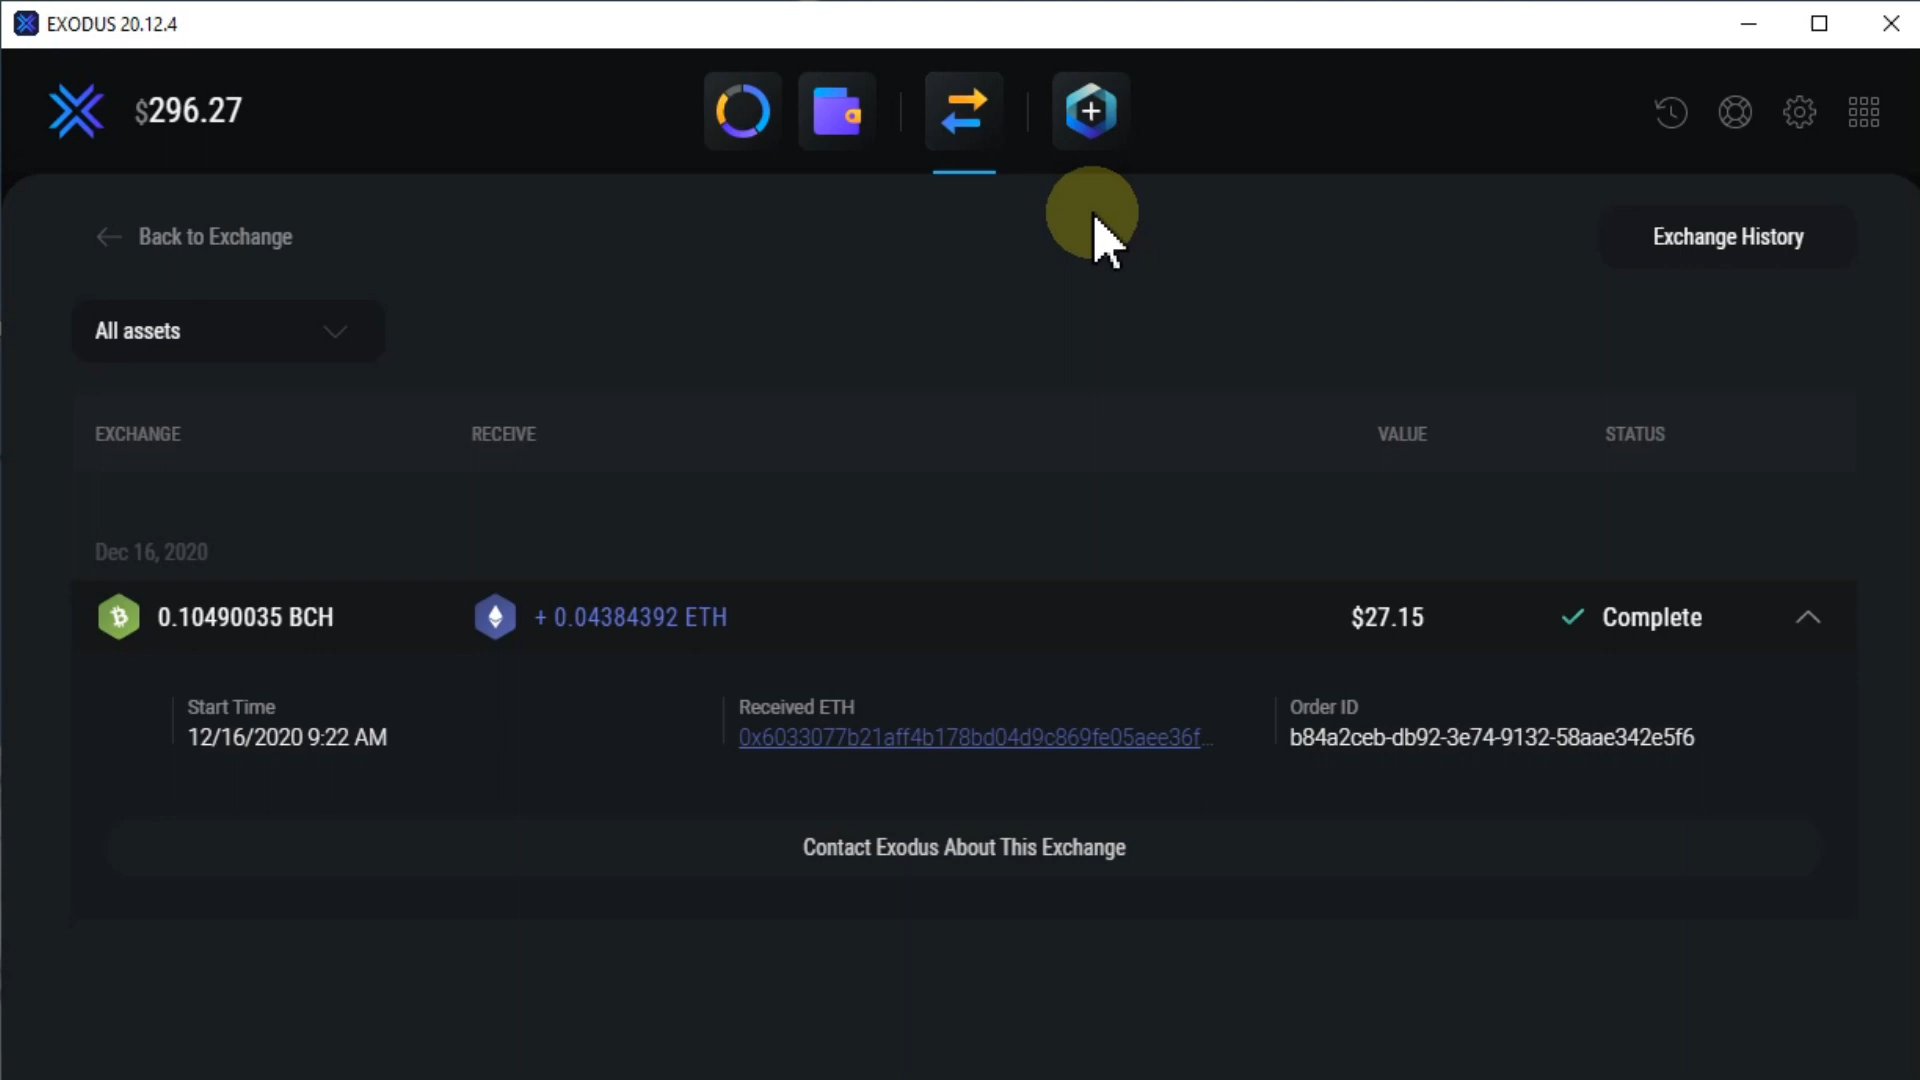 EXODUS 20.12.4
$296.27
Back to Exchange
Exchange History
All assets
EXCHANGE RECEIVE VALUE STATUS
Dec 16, 2020
0.10490035 BCH + 0.04384392 ETH $27.15 Complete
Start Time Received ETH Order ID
12/16/2020 9:22 AM 0x6033077b21aff4b178bd04d9c869fe05aee36f... b84a2ceb-db92-3e74-9132-58aae342e5f6
Contact Exodus About This Exchange